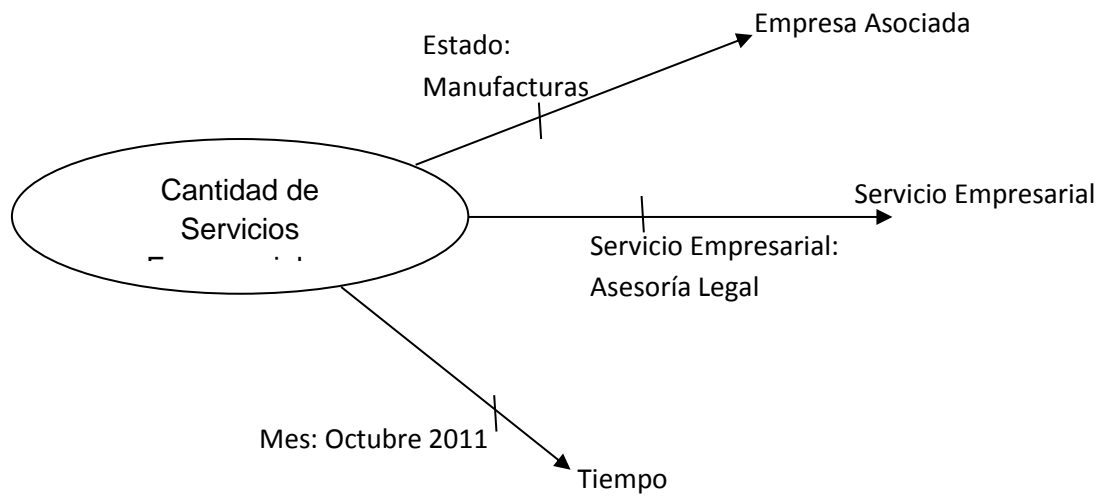 Empresa Asociada
Estado:
Manufacturas
Cantidad de
Servicios
Servicio Empresarial
Servicio Empresarial:
Asesoría Legal
Mes: Octubre 2011
Tiempo